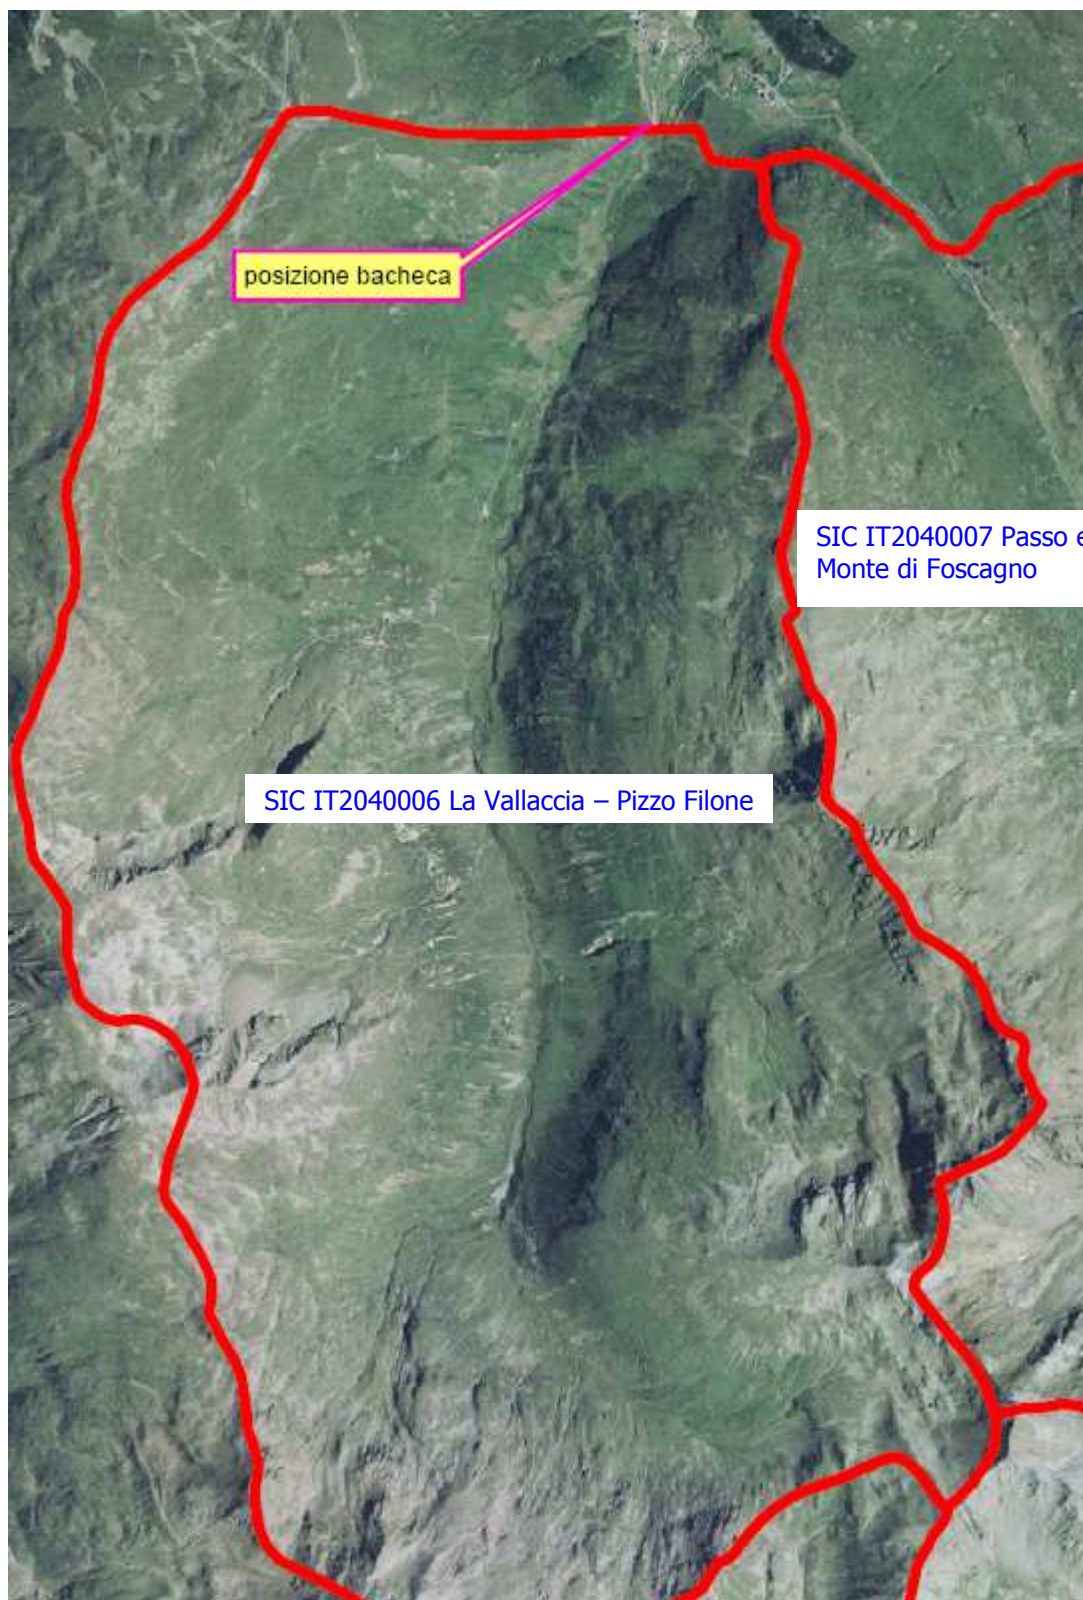 posizione bacheca
SIC IT2040007 Passo e
Monte di Foscagno
SIC IT2040006 La Vallaccia – Pizzo Filone